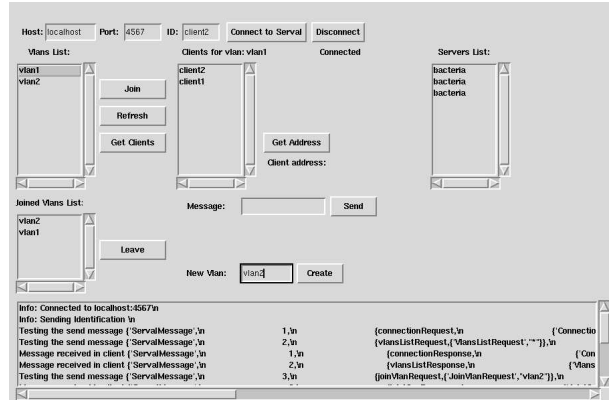 Host: localhost Port: 4567 ID: client2 Connect to Serval Disconnect
Vlans List: Clients for vlan: vlan1 Connected Servers List:
vlan1 client2 bacteria
vlan2 client1 bacteria
Join bacteria
Refresh
Get Clients Get Address
Client address:
Joined Vlans List: Message: Send
vlan2
vlan1
Leave
New Vlan: vlan2 Create
Info: Connected to localhost:4567\n
Info: Sending Identification \n
Testing the send message {'ServalMessage',\n 1,\n {connectionRequest,\n {'Connectio
Testing the send message {'ServalMessage',\n 2,\n {vlansListRequest,{'VlansListRequest',"*"}},\n
Message received in client {'ServalMessage',\n 1,\n {connectionResponse,\n {'Con
Message received in client {'ServalMessage',\n 2,\n {vlansListResponse,\n {'Vlans
Testing the send message {'ServalMessage',\n 3,\n {joinVlanRequest,{'JoinVlanRequest',"vlan2"}},\n